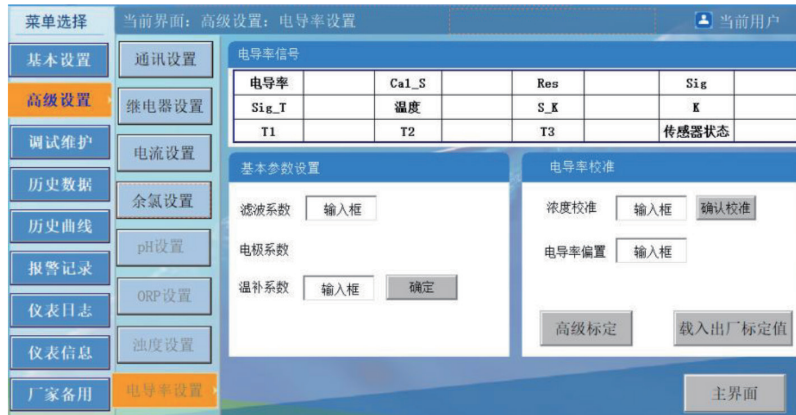 菜单选择
当前界面：高级设置：电导率设置
当前用户
基本设置
高级设置
调试维护
历史数据
历史曲线
报警记录
仪表日志
仪表信息
厂家备用
通讯设置
继电器设置
电流设置
余氯设置
pH设置
ORP设置
浊度设置
电导率设置
电导率信号
电导率 Cal_S Res Sig
Sig_T 温度 S_K K
T1 T2 T3 传感器状态
基本参数设置
滤波系数 输入框
电极系数
温补系数 输入框 确定
电导率校准
浓度校准 输入框 确认校准
电导率偏置 输入框
高级标定 载入出厂标定值
主界面